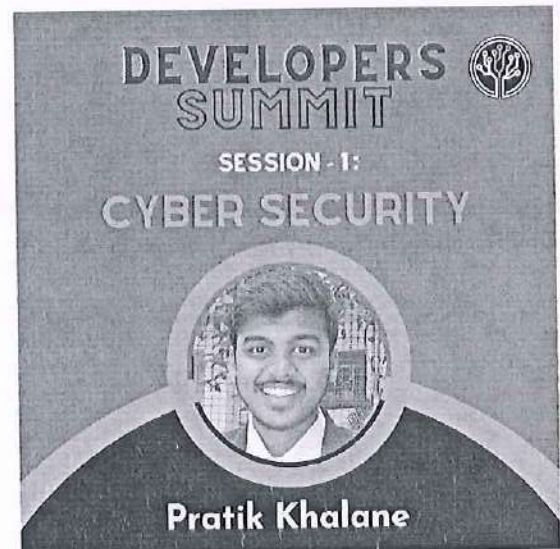 DEVELOPERS
SUMMIT
SESSION - 1:
CYBER SECURITY
Pratik Khalane